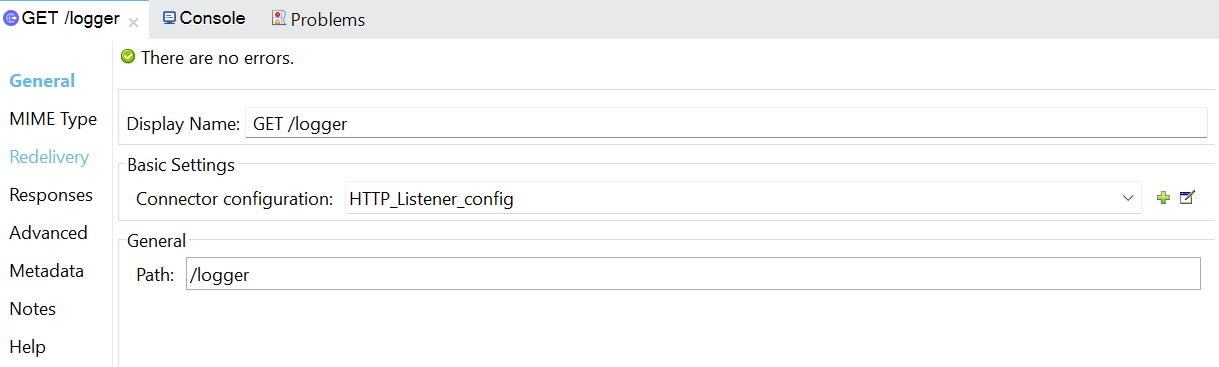 GET /logger
Console
Problems
There are no errors.
General
MIME Type
Redelivery
Responses
Advanced
Metadata
Notes
Help
Display Name: GET /logger
Basic Settings
Connector configuration: HTTP_Listener_config
General
Path: /logger